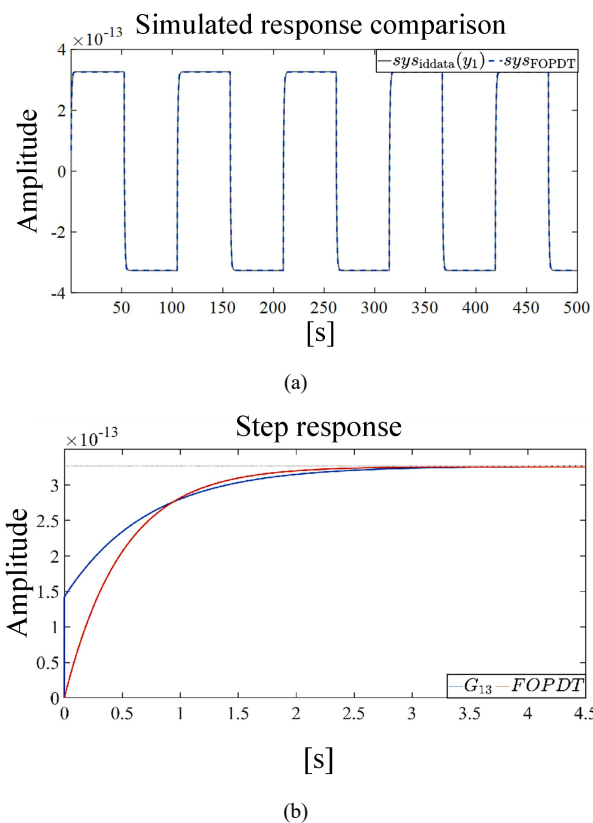 Simulated response comparison
×10⁻¹³
4
2
0
-2
-4
Amplitude
sys_iddata(y₁) sys_FOPDT
50 100 150 200 250 300 350 400 450 500
[s]
(a)
Step response
×10⁻¹³
3
2.5
2
1.5
1
0.5
0
Amplitude
G₁₃ FOPDT
0 0.5 1 1.5 2 2.5 3 3.5 4 4.5
[s]
(b)